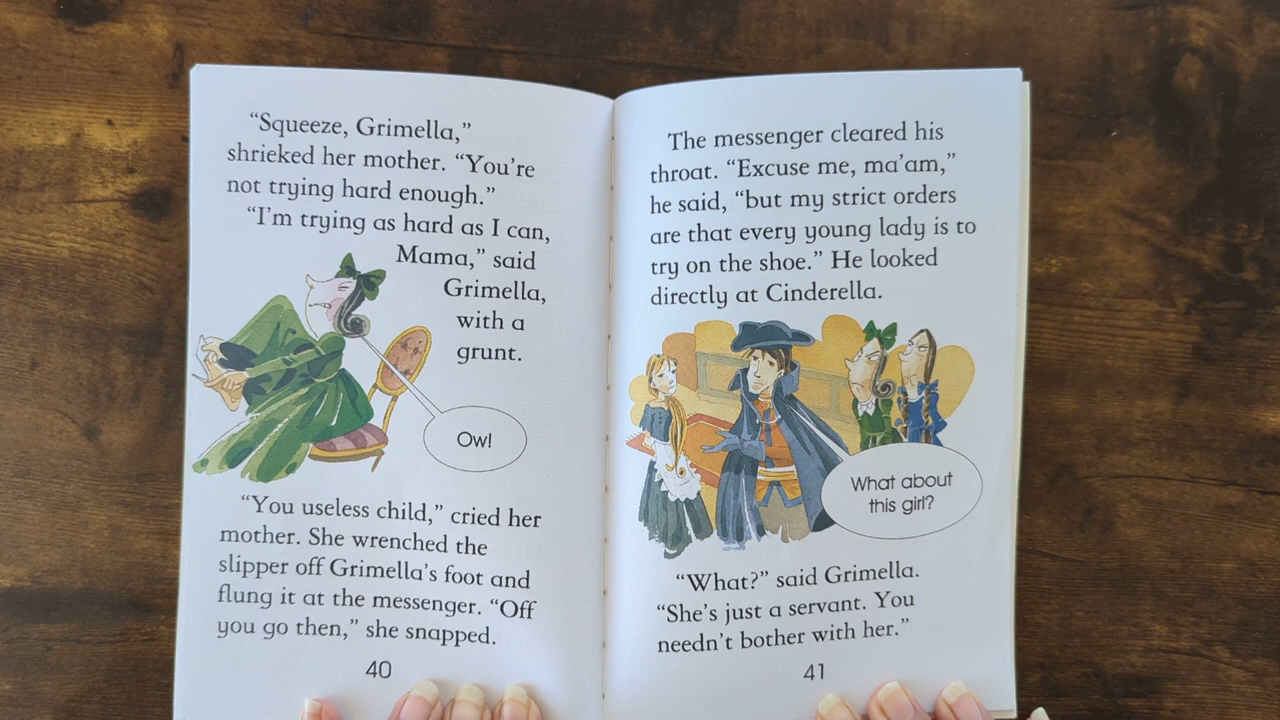 “Squeeze, Grimella,”
shrieked her mother. “You’re
not trying hard enough.”
“I’m trying as hard as I can,
Mama,” said
Grimella,
with a
grunt.
Ow!
“You useless child,” cried her
mother. She wrenched the
slipper off Grimella’s foot and
flung it at the messenger. “Off
you go then,” she snapped.
40
The messenger cleared his
throat. “Excuse me, ma’am,”
he said, “but my strict orders
are that every young lady is to
try on the shoe.” He looked
directly at Cinderella.
What about
this girl?
“What?” said Grimella.
“She’s just a servant. You
needn’t bother with her.”
41